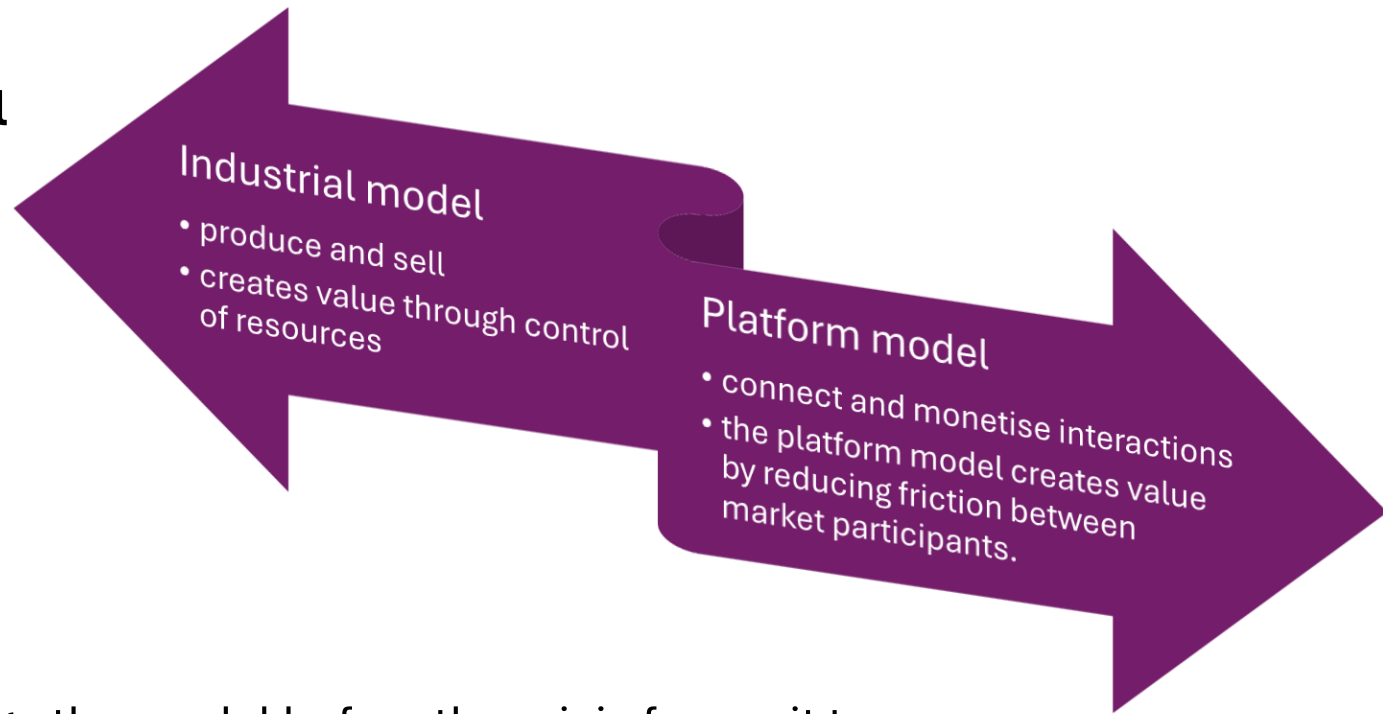 Industrial model
• produce and sell
• creates value through control
of resources
Platform model
• connect and monetise interactions
• the platform model creates value
by reducing friction between
market participants.